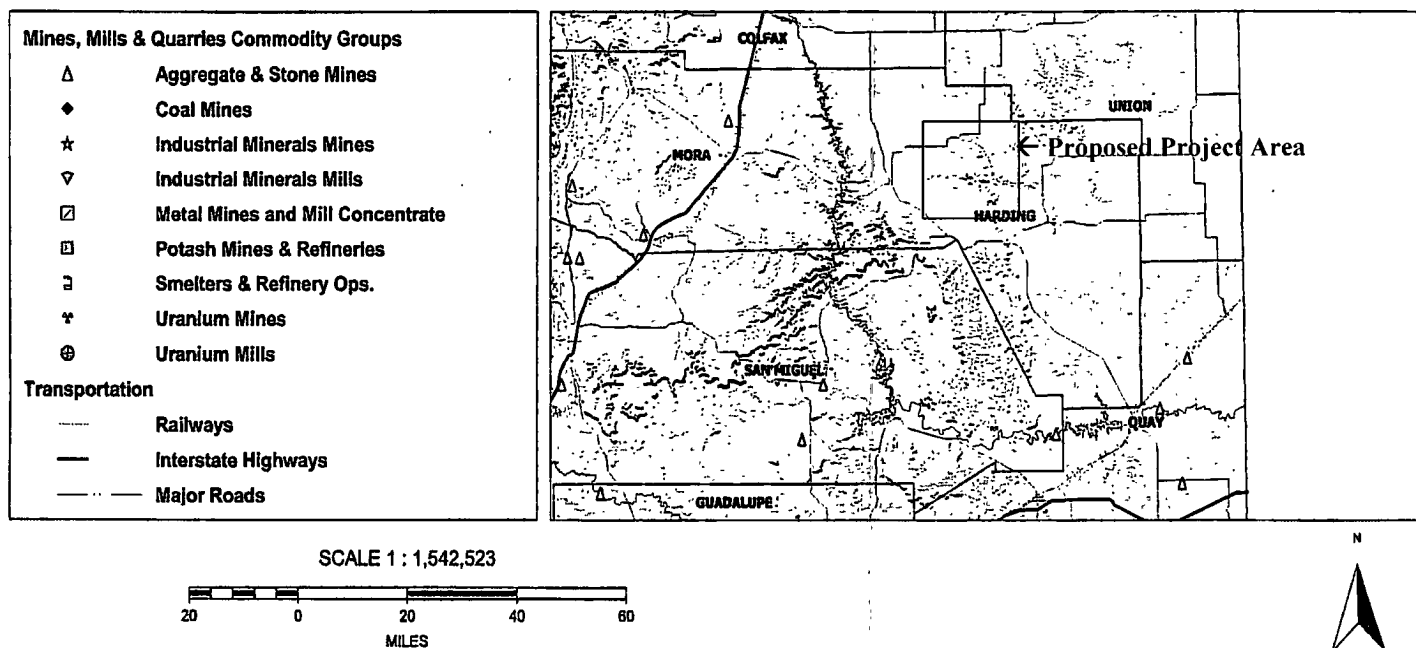 Mines, Mills & Quarries Commodity Groups
Aggregate & Stone Mines
Coal Mines
Industrial Minerals Mines
Industrial Minerals Mills
Metal Mines and Mill Concentrate
Potash Mines & Refineries
Smelters & Refinery Ops.
Uranium Mines
Uranium Mills
Transportation
Railways
Interstate Highways
Major Roads
COLFAX
UNION
← Proposed Project Area
MORA
HARDING
SAN MIGUEL
QUAY
GUADALUPE
SCALE 1 : 1,542,523
20 0 20 40 60
MILES
N